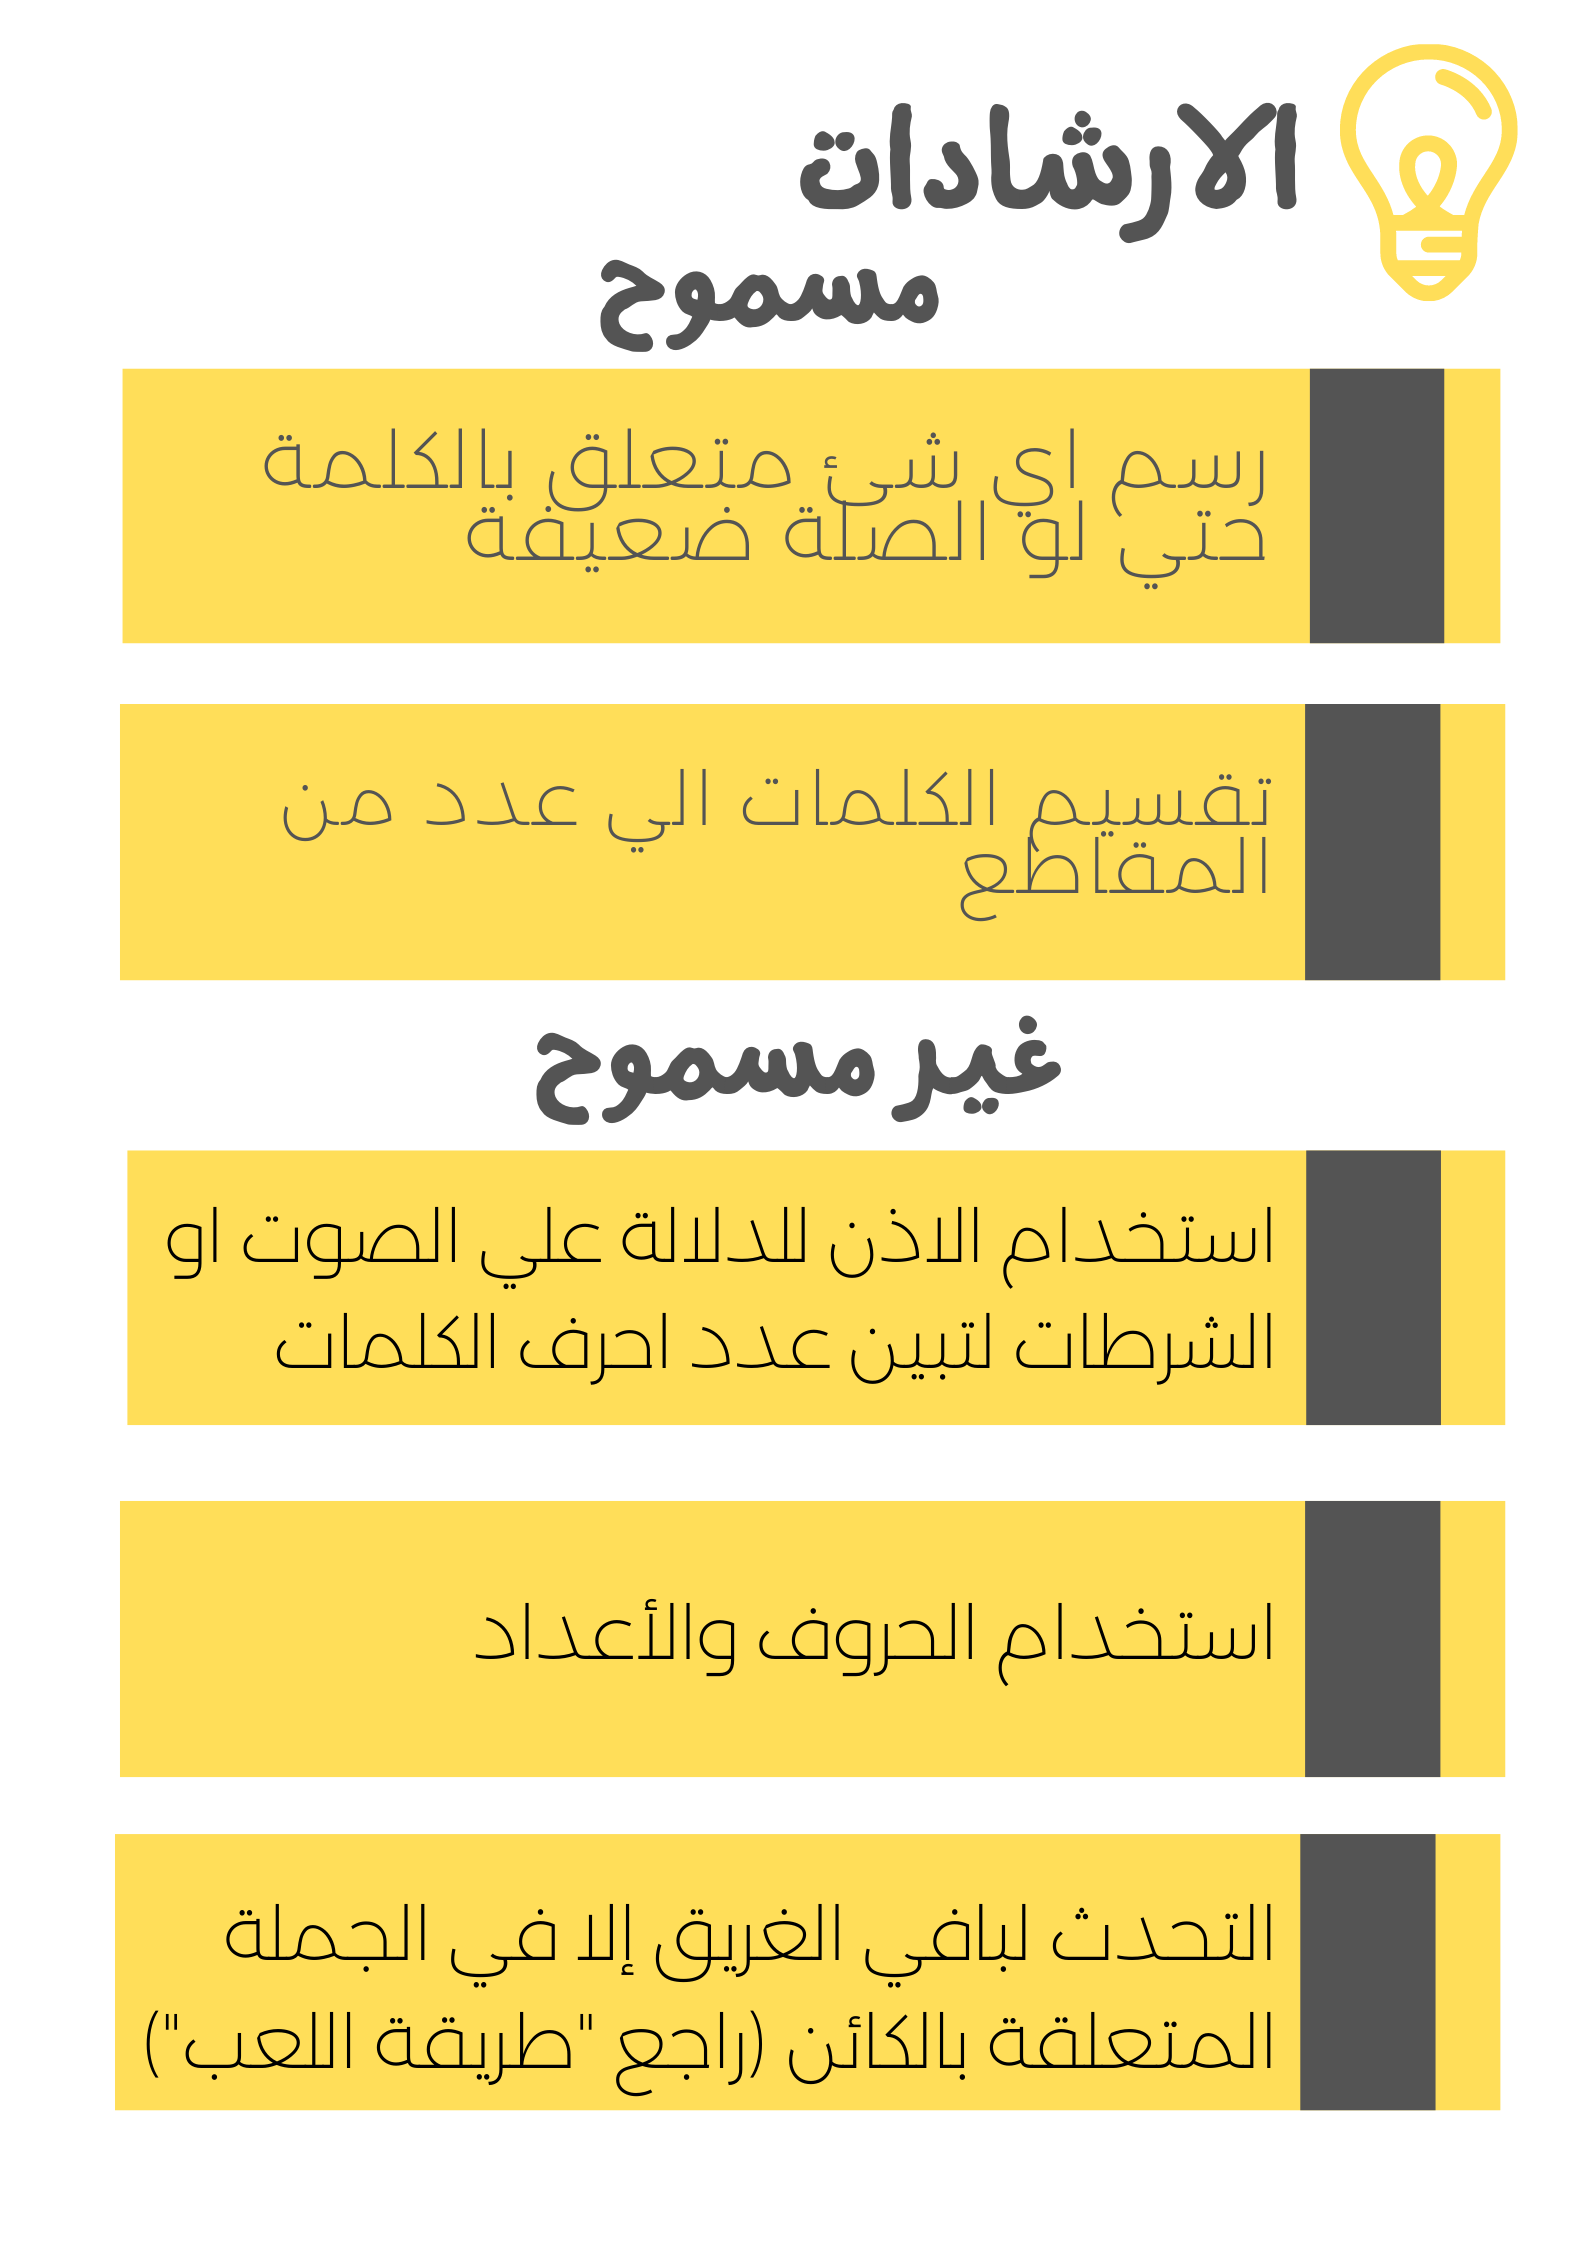 الارشادات
مسموح
رسم اي شئ متعلق بالكلمة
حتي لو الصلة ضعيفة
تقسيم الكلمات الي عدد من
المقاطع
غير مسموح
استخدام الاذن للدلالة علي الصوت او
الشرطات لتبين عدد احرف الكلمات
استخدام الحروف والأعداد
التحدث لبافي الغريق إلا في الجملة
المتعلقة بالكائن (راجع "طريقة اللعب")